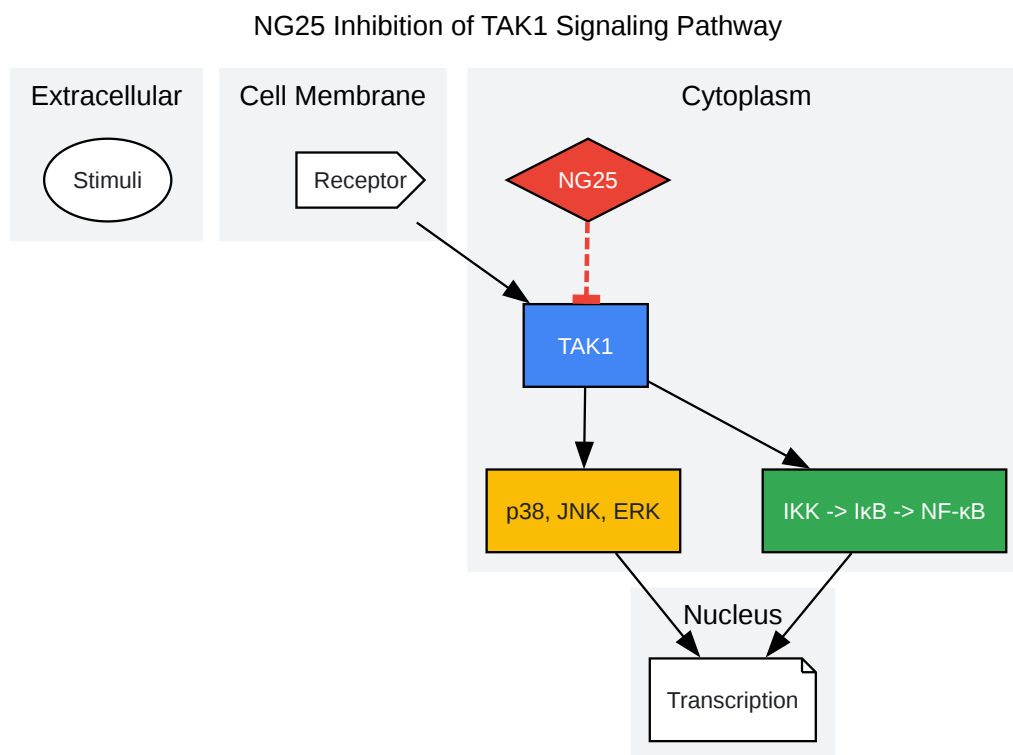 NG25 Inhibition of TAK1 Signaling Pathway
Extracellular
Cell Membrane
Cytoplasm
Stimuli
Receptor
NG25
TAK1
p38, JNK, ERK
IKK -> IκB -> NF-κB
Nucleus
Transcription